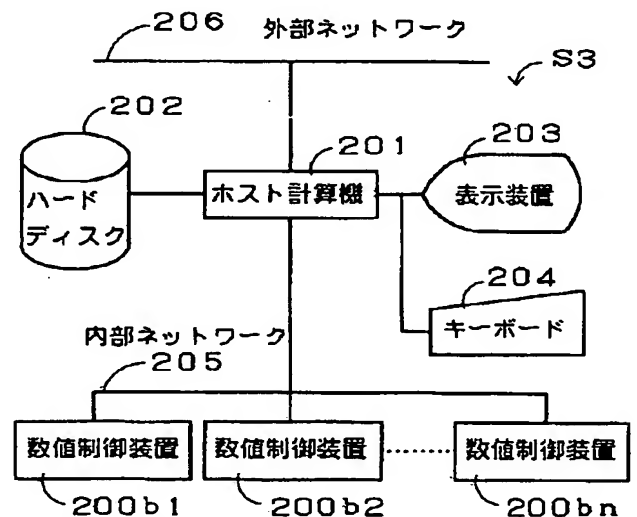 206
外部ネットワーク
S3
202
201
203
ハード
ディスク
ホスト計算機
表示装置
204
キーボード
内部ネットワーク
205
数値制御装置
数値制御装置
数値制御装置
200b1
200b2
200bn